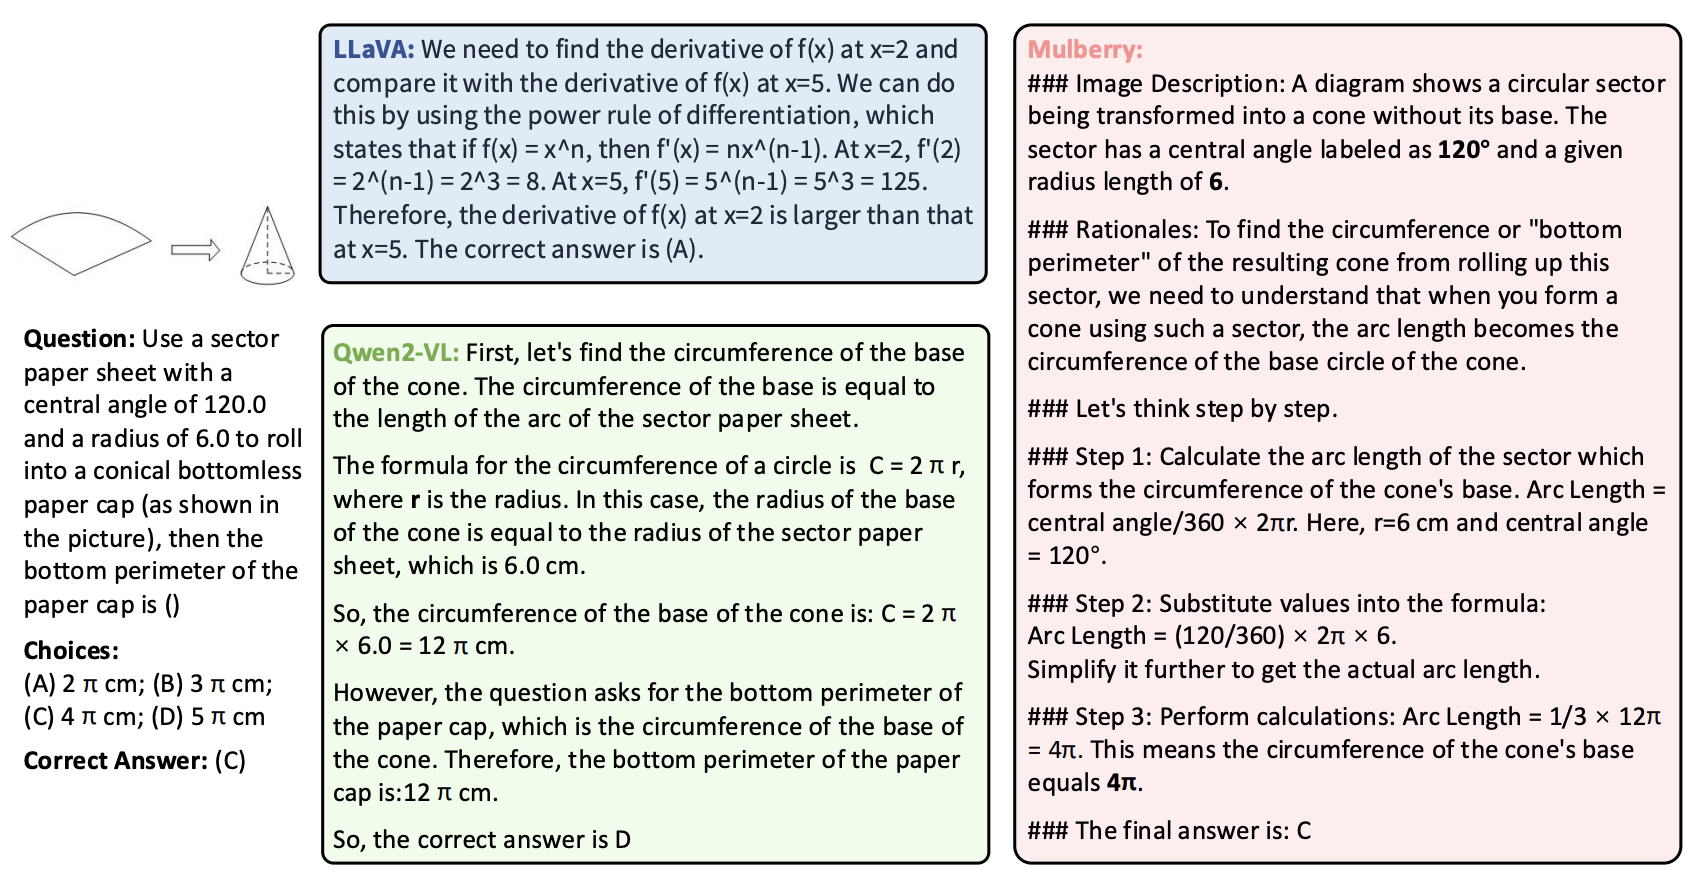 Question: Use a sector
paper sheet with a
central angle of 120.0
and a radius of 6.0 to roll
into a conical bottomless
paper cap (as shown in
the picture), then the
bottom perimeter of the
paper cap is ()
Choices:
(A) 2 π cm; (B) 3 π cm;
(C) 4 π cm; (D) 5 π cm
Correct Answer: (C)
LLaVA: We need to find the derivative of f(x) at x=2 and
compare it with the derivative of f(x) at x=5. We can do
this by using the power rule of differentiation, which
states that if f(x) = x^n, then f'(x) = nx^(n-1). At x=2, f'(2)
= 2^(n-1) = 2^3 = 8. At x=5, f'(5) = 5^(n-1) = 5^3 = 125.
Therefore, the derivative of f(x) at x=2 is larger than that
at x=5. The correct answer is (A).
Qwen2-VL: First, let's find the circumference of the base
of the cone. The circumference of the base is equal to
the length of the arc of the sector paper sheet.
The formula for the circumference of a circle is C = 2 π r,
where r is the radius. In this case, the radius of the base
of the cone is equal to the radius of the sector paper
sheet, which is 6.0 cm.
So, the circumference of the base of the cone is: C = 2 π
× 6.0 = 12 π cm.
However, the question asks for the bottom perimeter of
the paper cap, which is the circumference of the base of
the cone. Therefore, the bottom perimeter of the paper
cap is:12 π cm.
So, the correct answer is D
Mulberry:
### Image Description: A diagram shows a circular sector
being transformed into a cone without its base. The
sector has a central angle labeled as 120° and a given
radius length of 6.
### Rationales: To find the circumference or "bottom
perimeter" of the resulting cone from rolling up this
sector, we need to understand that when you form a
cone using such a sector, the arc length becomes the
circumference of the base circle of the cone.
### Let's think step by step.
### Step 1: Calculate the arc length of the sector which
forms the circumference of the cone's base. Arc Length =
central angle/360 × 2πr. Here, r=6 cm and central angle
= 120°.
### Step 2: Substitute values into the formula:
Arc Length = (120/360) × 2π × 6.
Simplify it further to get the actual arc length.
### Step 3: Perform calculations: Arc Length = 1/3 × 12π
= 4π. This means the circumference of the cone's base
equals 4π.
### The final answer is: C